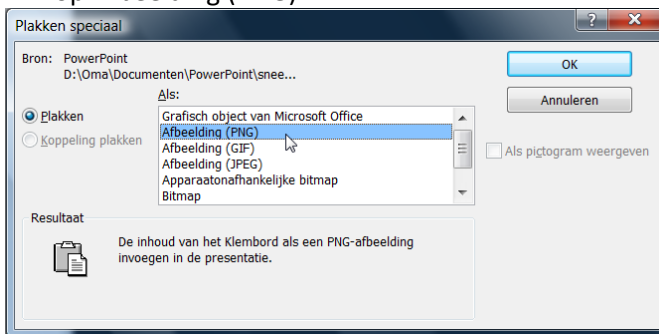 Plakken speciaal
Bron: PowerPoint
D:\Oma\Documenten\PowerPoint\snee...
Als:
Plakken
Koppeling plakken
Grafisch object van Microsoft Office
Afbeelding (PNG)
Afbeelding (GIF)
Afbeelding (JPEG)
Apparaatonafhankelijke bitmap
Bitmap
OK
Annuleren
Als pictogram weergeven
Resultaat
De inhoud van het Klembord als een PNG-afbeelding
invoegen in de presentatie.